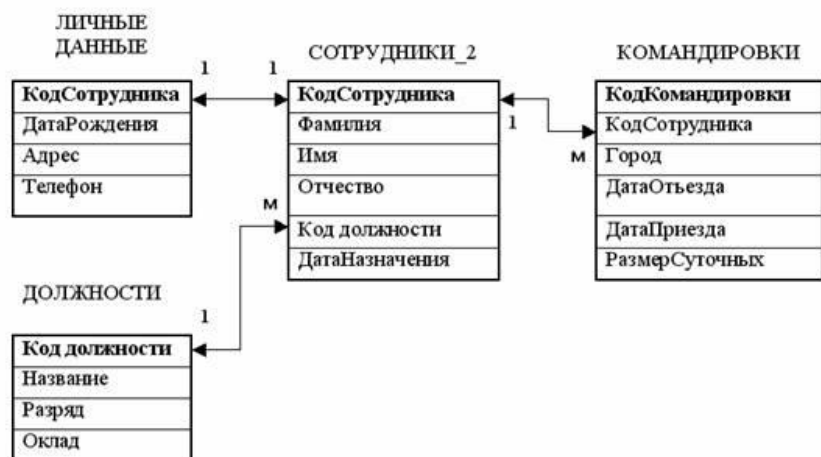 ЛИЧНЫЕ
ДАННЫЕ
1
КодСотрудника
ДатаРождения
Адрес
Телефон
СОТРУДНИКИ_2
1
КодСотрудника
1
Фамилия
Имя
Отчество
м
Код должности
ДатаНазначения
КОМАНДИРОВКИ
КодКомандировки
КодСотрудника
м
Город
ДатаОтьезда
ДатаПриезда
РазмерСуточных
ДОЛЖНОСТИ
1
Код должности
Название
Разряд
Оклад